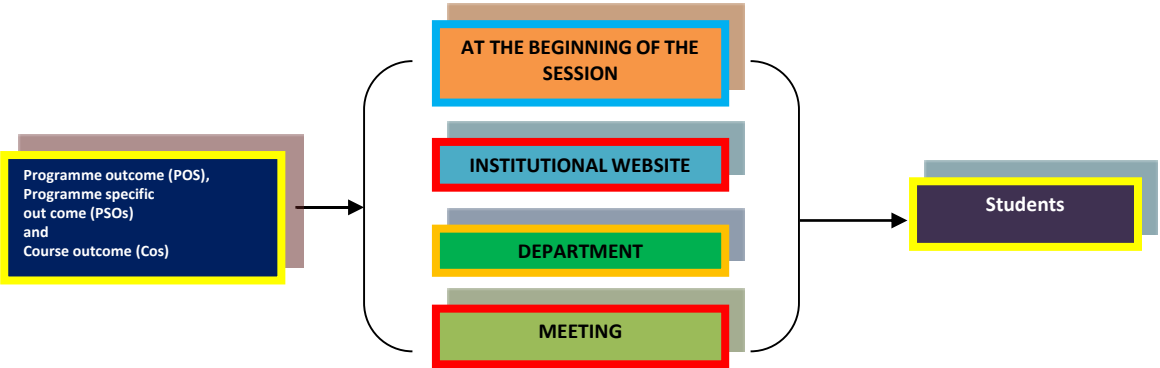 Programme outcome (POS),
Programme specific
out come (PSOs)
and
Course outcome (Cos)
AT THE BEGINNING OF THE
SESSION
INSTITUTIONAL WEBSITE
DEPARTMENT
MEETING
Students